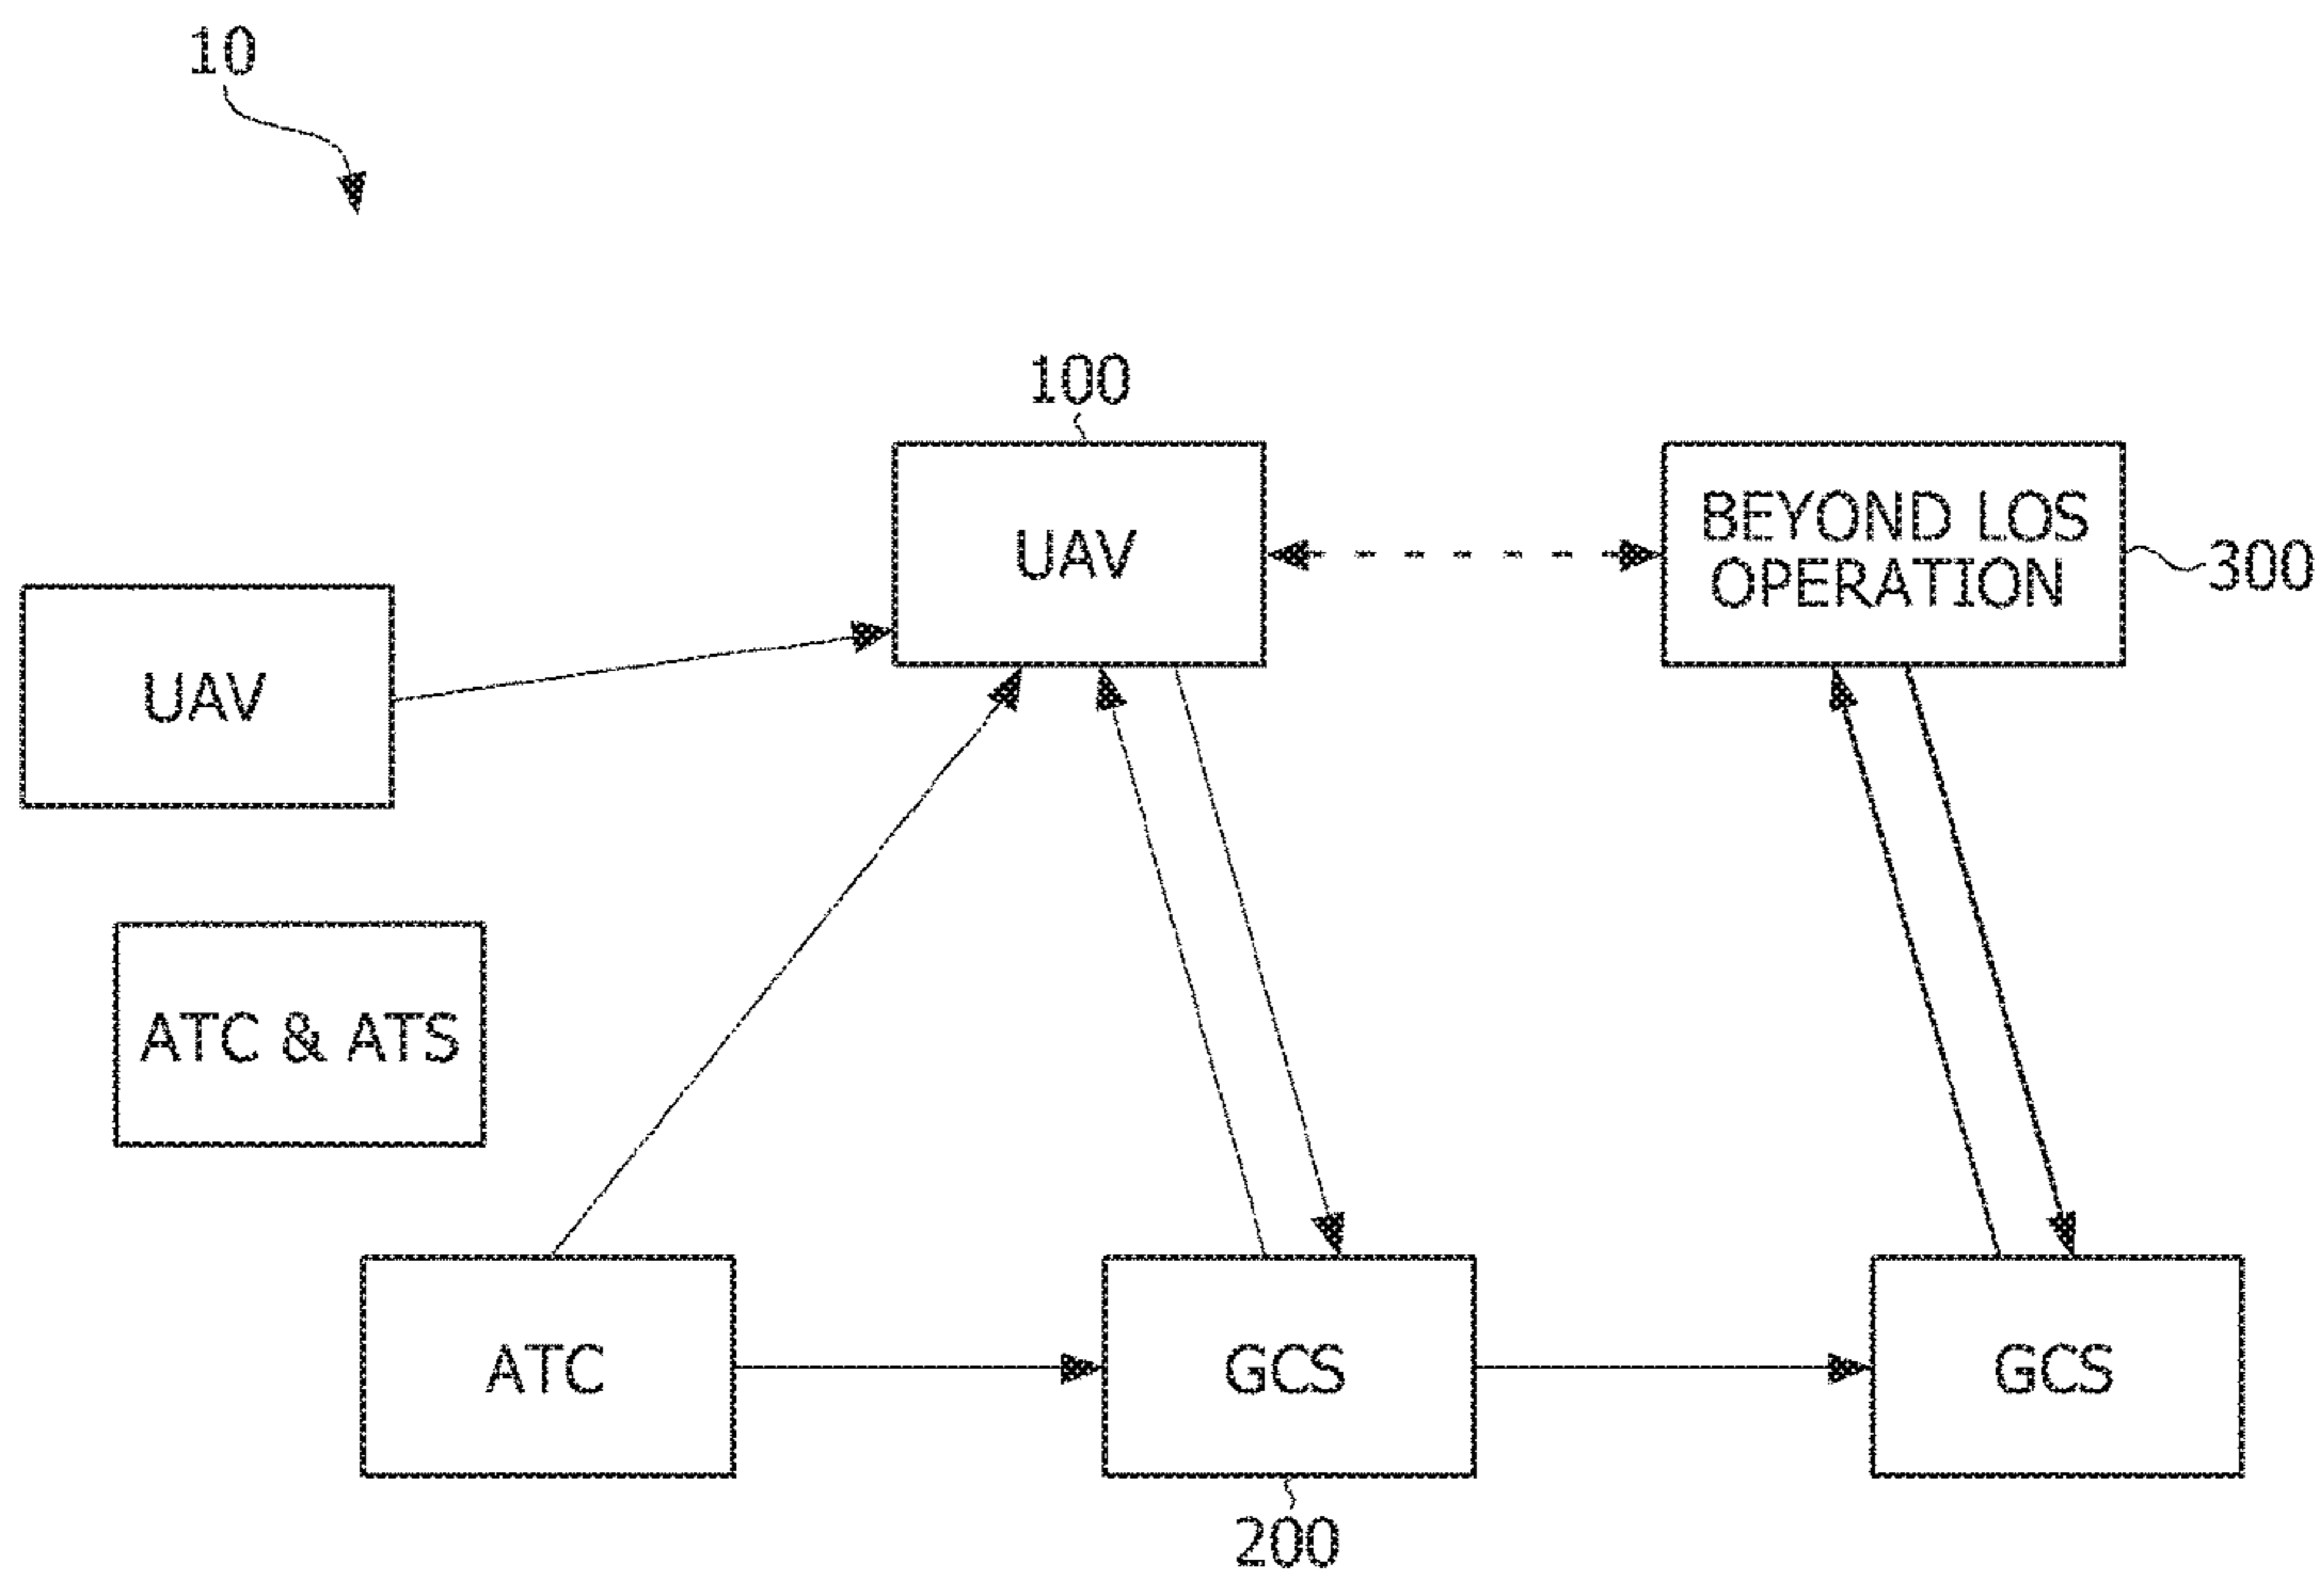 10
100
UAV
BEYOND LOS
OPERATION
300
UAV
ATC & ATS
ATC
GCS
GCS
200